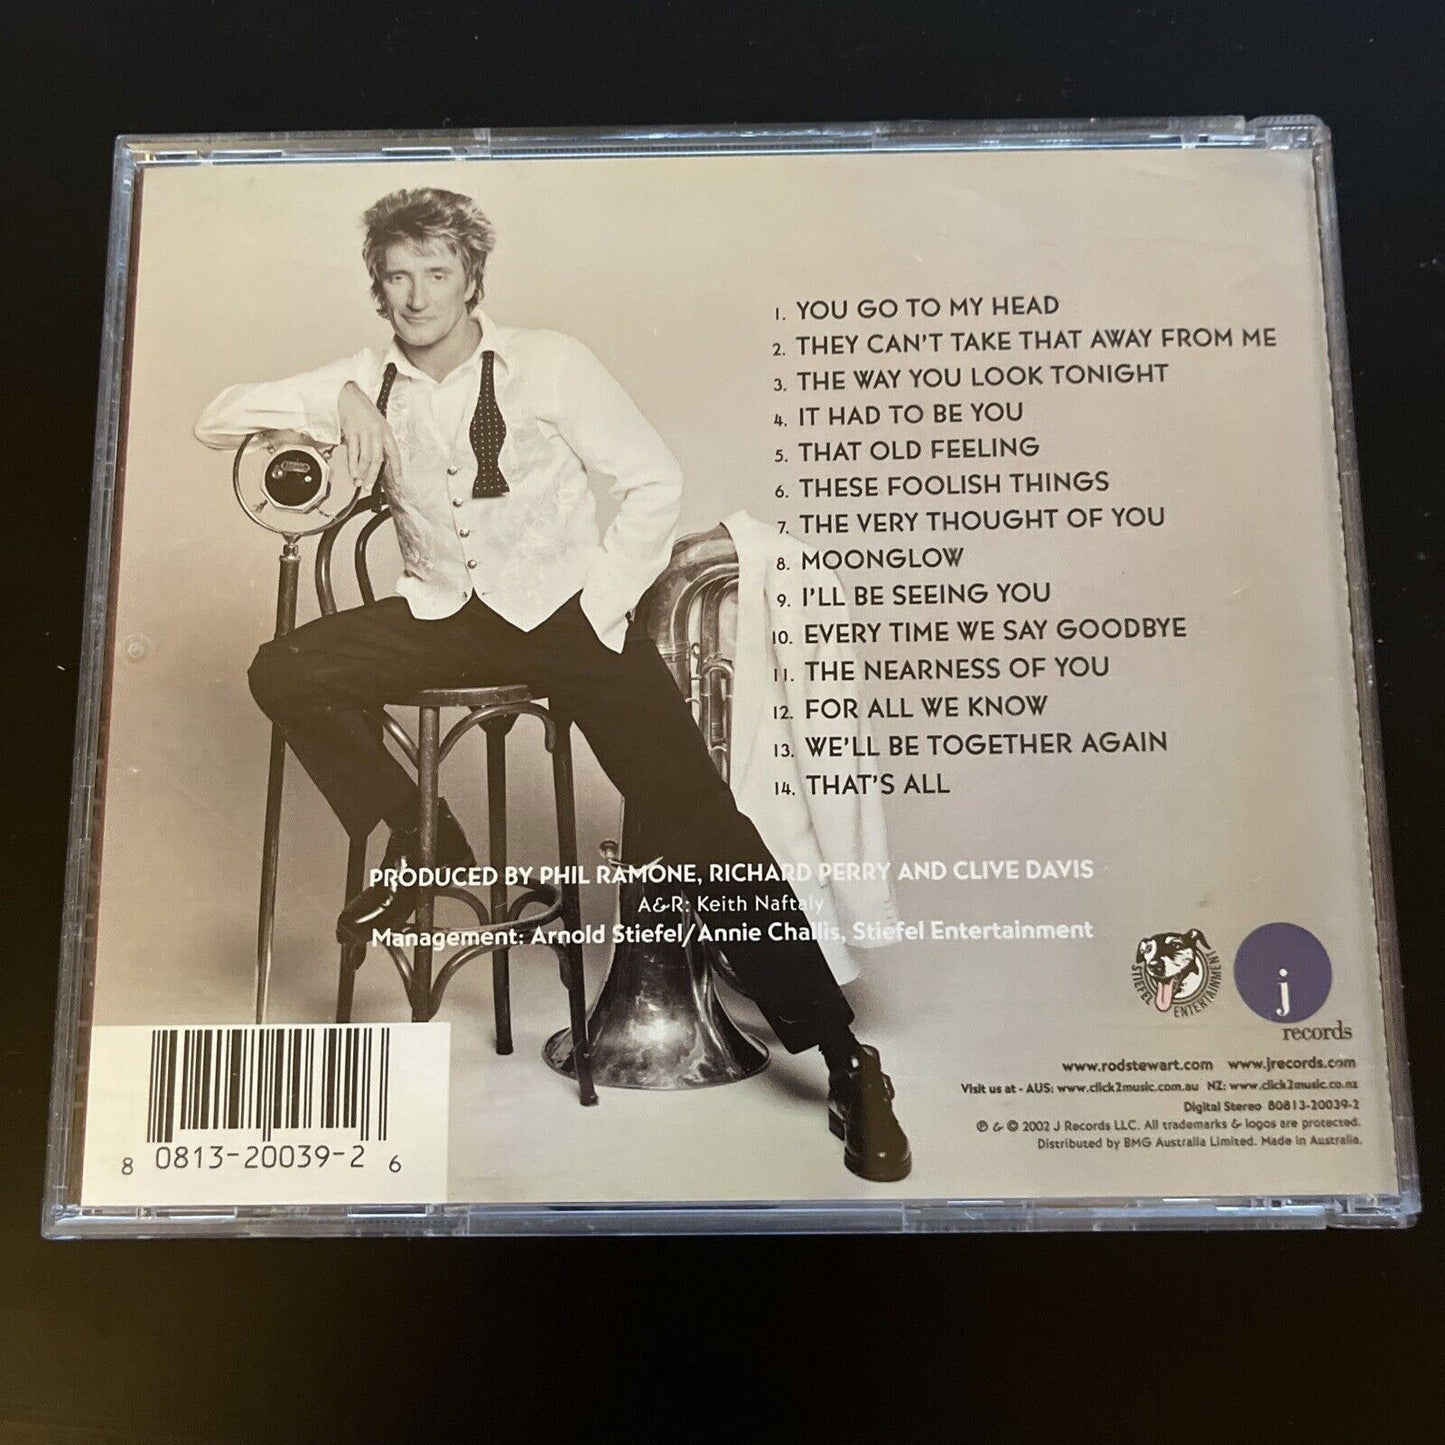 1. YOU GO TO MY HEAD
2. THEY CAN'T TAKE THAT AWAY FROM ME
3. THE WAY YOU LOOK TONIGHT
4. IT HAD TO BE YOU
5. THAT OLD FEELING
6. THESE FOOLISH THINGS
7. THE VERY THOUGHT OF YOU
8. MOONGLOW
9. I'LL BE SEEING YOU
10. EVERY TIME WE SAY GOODBYE
11. THE NEARNESS OF YOU
12. FOR ALL WE KNOW
13. WE'LL BE TOGETHER AGAIN
14. THAT'S ALL
PRODUCED BY PHIL RAMONE, RICHARD PERRY AND CLIVE DAVIS
A&R: Keith Naftaly
Management: Arnold Stiefel/Annie Challis, Stiefel Entertainment
STIEFEL ENTERTAINMENT
j
records
www.rodstewart.com www.jrecords.com
Visit us at - AUS: www.click2music.com.au NZ: www.click2music.co.nz
Digital Stereo 80813-20039-2
℗ & © 2002 J Records LLC. All trademarks & logos are protected.
Distributed by BMG Australia Limited. Made in Australia.
8 0813-20039-2 6